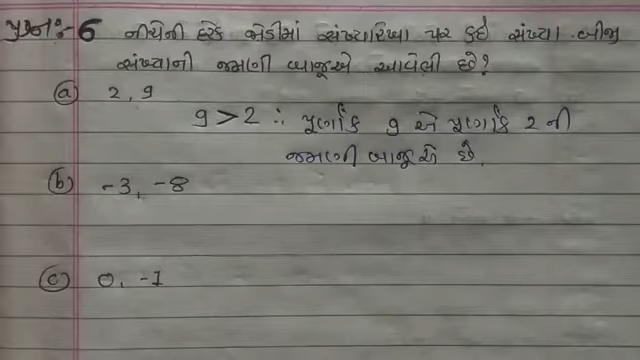 પ્રશ્નઃ- 6 નીચેની દરેક જોડીમાં સંખ્યારેખા પર કઈ સંખ્યા બીજી
સંખ્યાની જમણી બાજુએ આવેલી છે?
(a) 2, 9
9 > 2 ∴ પૂર્ણાંક 9 એ પૂર્ણાંક 2 ની
જમણી બાજુએ છે.
(b) -3, -8
(c) 0, -1